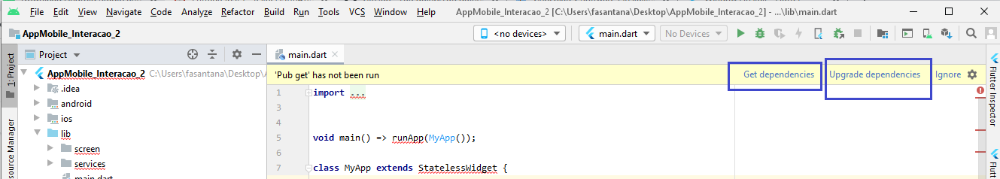 File Edit View Navigate Code Analyze Refactor Build Run Tools VCS Window Help AppMobile_Interacao_2 [C:\Users\fasantana\Desktop\AppMobile_Interacao_2] - ...\lib\main.dart
AppMobile_Interacao_2 <no devices> main.dart No Devices
1: Project
Resource Manager
Project
AppMobile_Interacao_2 C:\Users\fasantana\Desktop\
.idea
android
ios
lib
screen
services
main.dart
main.dart
'Pub get' has not been run Get dependencies Upgrade dependencies Ignore
1 import ...
3
4
5 void main() => runApp(MyApp());
6
7 class MyApp extends StatelessWidget {
Flutter Inspector